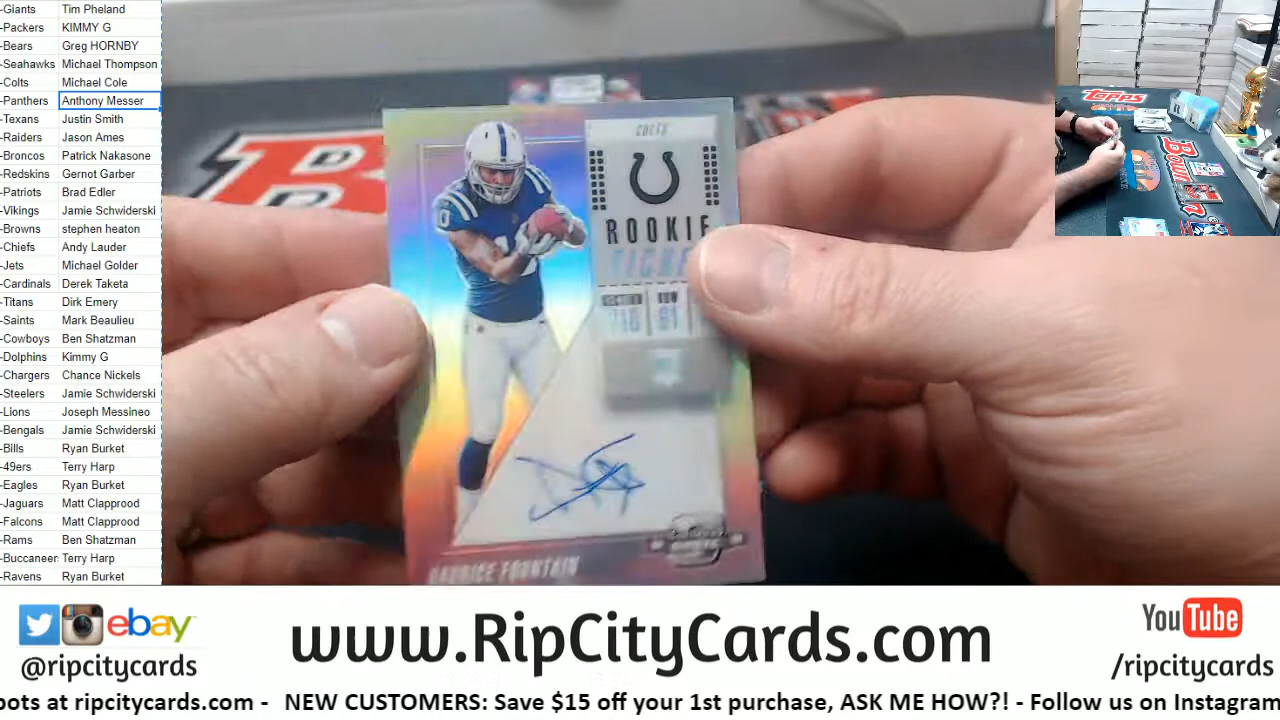 -Giants Tim Pheland
-Packers KIMMY G
-Bears Greg HORNBY
-Seahawks Michael Thompson
-Colts Michael Cole
-Panthers Anthony Messer
-Texans Justin Smith
-Raiders Jason Ames
-Broncos Patrick Nakasone
-Redskins Gernot Garber
-Patriots Brad Edler
-Vikings Jamie Schwiderski
-Browns stephen heaton
-Chiefs Andy Lauder
-Jets Michael Golder
-Cardinals Derek Taketa
-Titans Dirk Emery
-Saints Mark Beaulieu
-Cowboys Ben Shatzman
-Dolphins Kimmy G
-Chargers Chance Nickels
-Steelers Jamie Schwiderski
-Lions Joseph Messineo
-Bengals Jamie Schwiderski
-Bills Ryan Burket
-49ers Terry Harp
-Eagles Ryan Burket
-Jaguars Matt Clapprood
-Falcons Matt Clapprood
-Rams Ben Shatzman
-Buccaneer Terry Harp
-Ravens Ryan Burket
COLTS
ROOKIE
TICKE
SECTION ROW
FOUNTAIN
Topps
ebay
@ripcitycards
www.RipCityCards.com
YouTube
/ripcitycards
pots at ripcitycards.com - NEW CUSTOMERS: Save $15 off your 1st purchase, ASK ME HOW?! - Follow us on Instagram